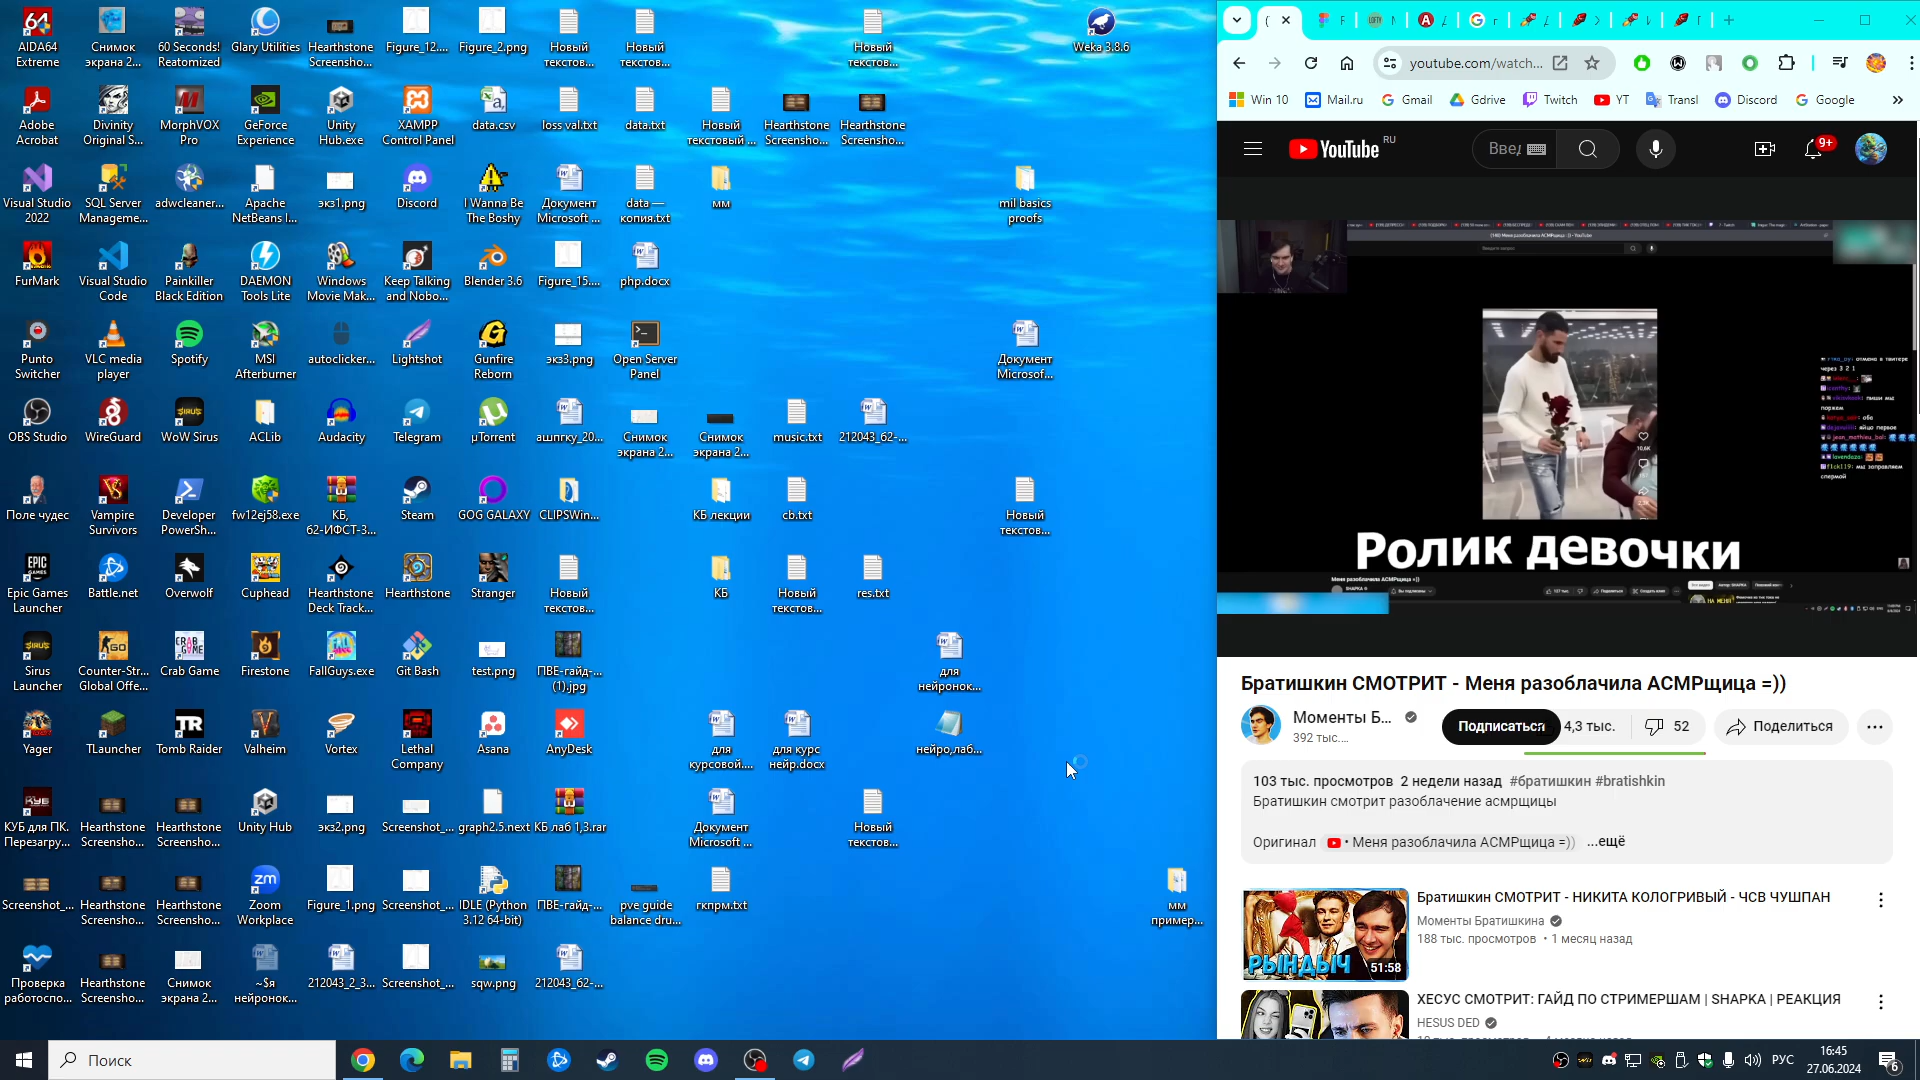 AIDA64 Extreme
Снимок экрана 2...
60 Seconds! Reatomized
Glary Utilities
Hearthstone Screensho...
Figure_12....
Figure_2.png
Новый текстов...
Новый текстов...
Новый текстов...
Weka 3.8.6
Adobe Acrobat
Divinity Original S...
MorphVOX Pro
GeForce Experience
Unity Hub.exe
XAMPP Control Panel
data.csv
loss val.txt
data.txt
Новый текстовый ...
Hearthstone Screensho...
Hearthstone Screensho...
Visual Studio 2022
SQL Server Manageme...
adwcleaner...
Apache NetBeans I...
экз1.png
Discord
I Wanna Be The Boshy
Документ Microsoft ...
data — копия.txt
мм
mil basics proofs
FurMark
Visual Studio Code
Painkiller Black Edition
DAEMON Tools Lite
Windows Movie Mak...
Keep Talking and Nobo...
Blender 3.6
Figure_15....
php.docx
Punto Switcher
VLC media player
Spotify
MSI Afterburner
autoclicker...
Lightshot
Gunfire Reborn
экз3.png
Open Server Panel
Документ Microsof...
OBS Studio
WireGuard
WoW Sirus
ACLib
Audacity
Telegram
µTorrent
ашпгку_20...
Снимок экрана 2...
Снимок экрана 2...
music.txt
212043_62-...
Поле чудес
Vampire Survivors
Developer PowerSh...
fw12ej58.exe
КБ, 62-ИФСТ-3...
Steam
GOG GALAXY
CLIPSWin...
КБ лекции
cb.txt
Новый текстов...
Epic Games Launcher
Battle.net
Overwolf
Cuphead
Hearthstone Deck Track...
Hearthstone
Stranger
Новый текстов...
КБ
Новый текстов...
res.txt
Sirus Launcher
Counter-Str... Global Offe...
Crab Game
Firestone
FallGuys.exe
Git Bash
test.png
ПВЕ-гайд-... (1).jpg
для нейронок...
Yager
TLauncher
Tomb Raider
Valheim
Vortex
Lethal Company
Asana
AnyDesk
для курсовой....
для курс нейр.docx
нейро,лаб...
КУБ для ПК. Перезагру...
Hearthstone Screensho...
Hearthstone Screensho...
Unity Hub
экз2.png
Screenshot_...
graph2.5.next
КБ лаб 1,3.rar
Документ Microsoft ...
Новый текстов...
Screenshot_...
Hearthstone Screensho...
Hearthstone Screensho...
Zoom Workplace
Figure_1.png
Screenshot_...
IDLE (Python 3.12 64-bit)
ПВЕ-гайд-...
pve guide balance dru...
гкпрм.txt
мм пример...
Проверка работоспо...
Hearthstone Screensho...
Снимок экрана 2...
~$я нейронок...
212043_2_3...
Screenshot_...
sqw.png
212043_62-...
Поиск
youtube.com/watch...
Win 10 Mail.ru Gmail Gdrive Twitch YT Transl Discord Google
YouTube RU
9+
Ролик девочки
Братишкин СМОТРИТ - Меня разоблачила АСМРщица =))
Моменты Б...
392 тыс....
Подписаться 4,3 тыс. 52 Поделиться
103 тыс. просмотров 2 недели назад #братишкин #bratishkin
Братишкин смотрит разоблачение асмрщицы
Оригинал • Меня разоблачила АСМРщица =)) ...ещё
Братишкин СМОТРИТ - НИКИТА КОЛОГРИВЫЙ - ЧСВ ЧУШПАН
Моменты Братишкина
188 тыс. просмотров • 1 месяц назад
РЫНДЫЧ
51:58
ХЕСУС СМОТРИТ: ГАЙД ПО СТРИМЕРШАМ | SHAPKA | РЕАКЦИЯ
HESUS DED
РУС
16:45
27.06.2024
6